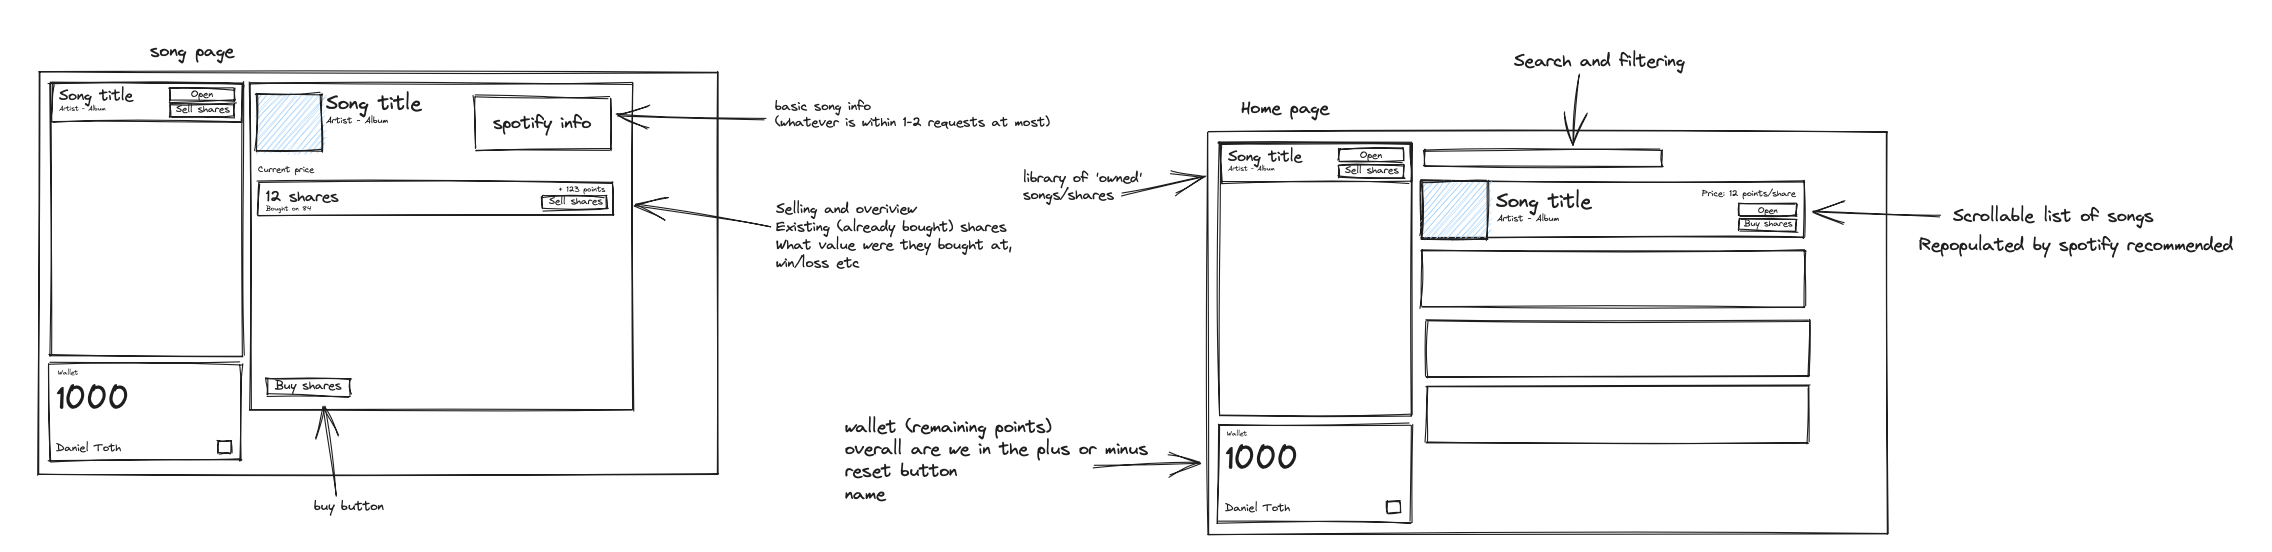 song page
Song title
Artist - Album
Open
Sell shares
Song title
Artist - Album
spotify info
Current price
12 shares
Bought on 84
+ 123 points
Sell shares
Buy shares
Wallet
1000
Daniel Toth
buy button
basic song info
(whatever is within 1-2 requests at most)
Selling and overiview
Existing (already bought) shares
What value were they bought at,
win/loss etc
Home page
Search and filtering
library of 'owned'
songs/shares
Song title
Artist - Album
Open
Sell shares
Song title
Artist - Album
Price: 12 points/share
Open
Buy shares
Scrollable list of songs
Repopulated by spotify recommended
wallet (remaining points)
overall are we in the plus or minus
reset button
name
Wallet
1000
Daniel Toth